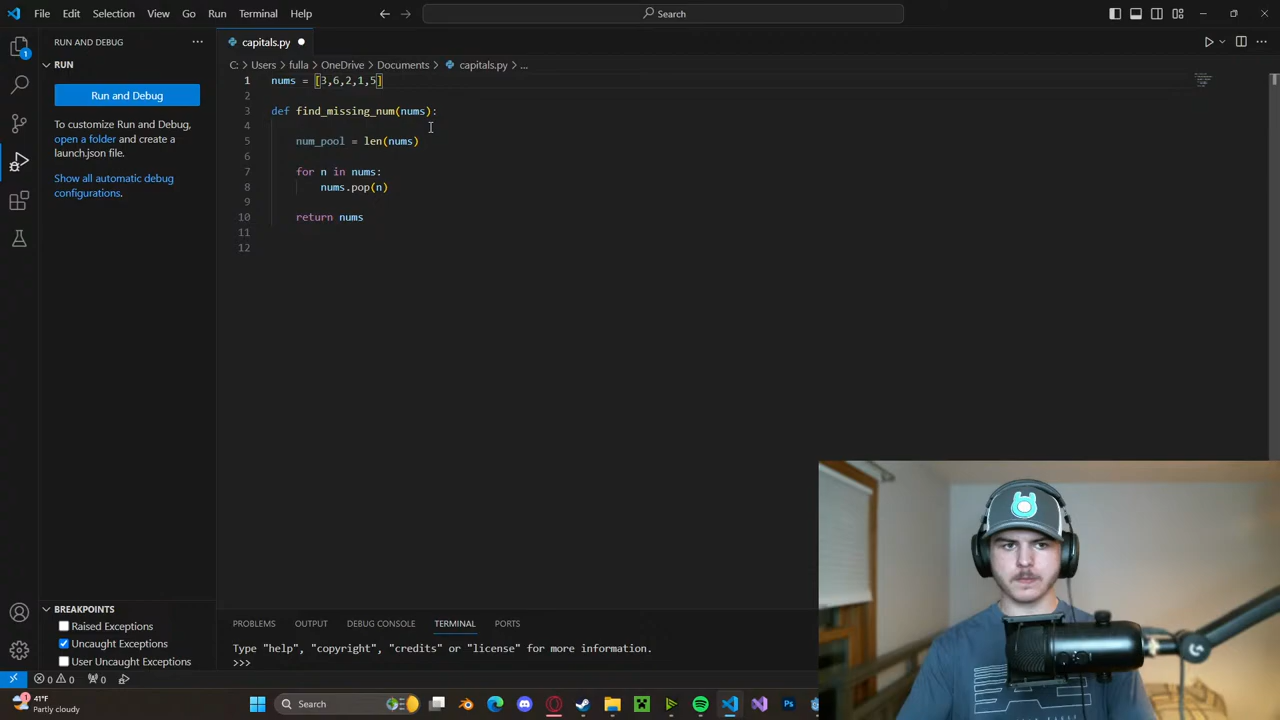 File Edit Selection View Go Run Terminal Help
Search
RUN AND DEBUG
capitals.py
RUN
C: > Users > fulla > OneDrive > Documents > capitals.py > ...
Run and Debug
To customize Run and Debug,
open a folder and create a
launch.json file.
Show all automatic debug
configurations.
1 nums = [3,6,2,1,5]
2
3 def find_missing_num(nums):
4
5 num_pool = len(nums)
6
7 for n in nums:
8 nums.pop(n)
9
10 return nums
11
12
BREAKPOINTS
Raised Exceptions
Uncaught Exceptions
User Uncaught Exceptions
PROBLEMS OUTPUT DEBUG CONSOLE TERMINAL PORTS
Type "help", "copyright", "credits" or "license" for more information.
>>>
0 0 0
1
41°F
Partly cloudy
Search
Ps